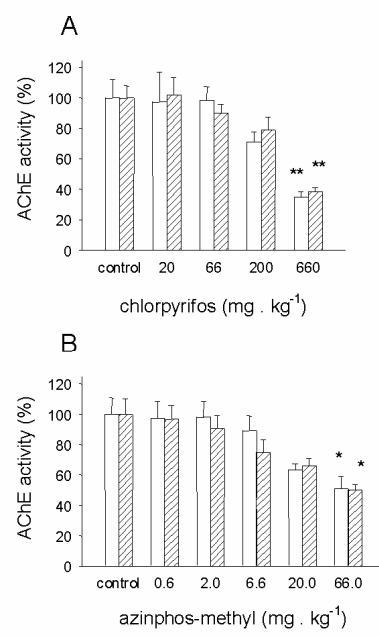 A
120
100
80
60
40
20
0
AChE activity (%)
** **
control 20 66 200 660
chlorpyrifos (mg . kg-1)
B
120
100
80
60
40
20
0
AChE activity (%)
* *
control 0.6 2.0 6.6 20.0 66.0
azinphos-methyl (mg . kg-1)